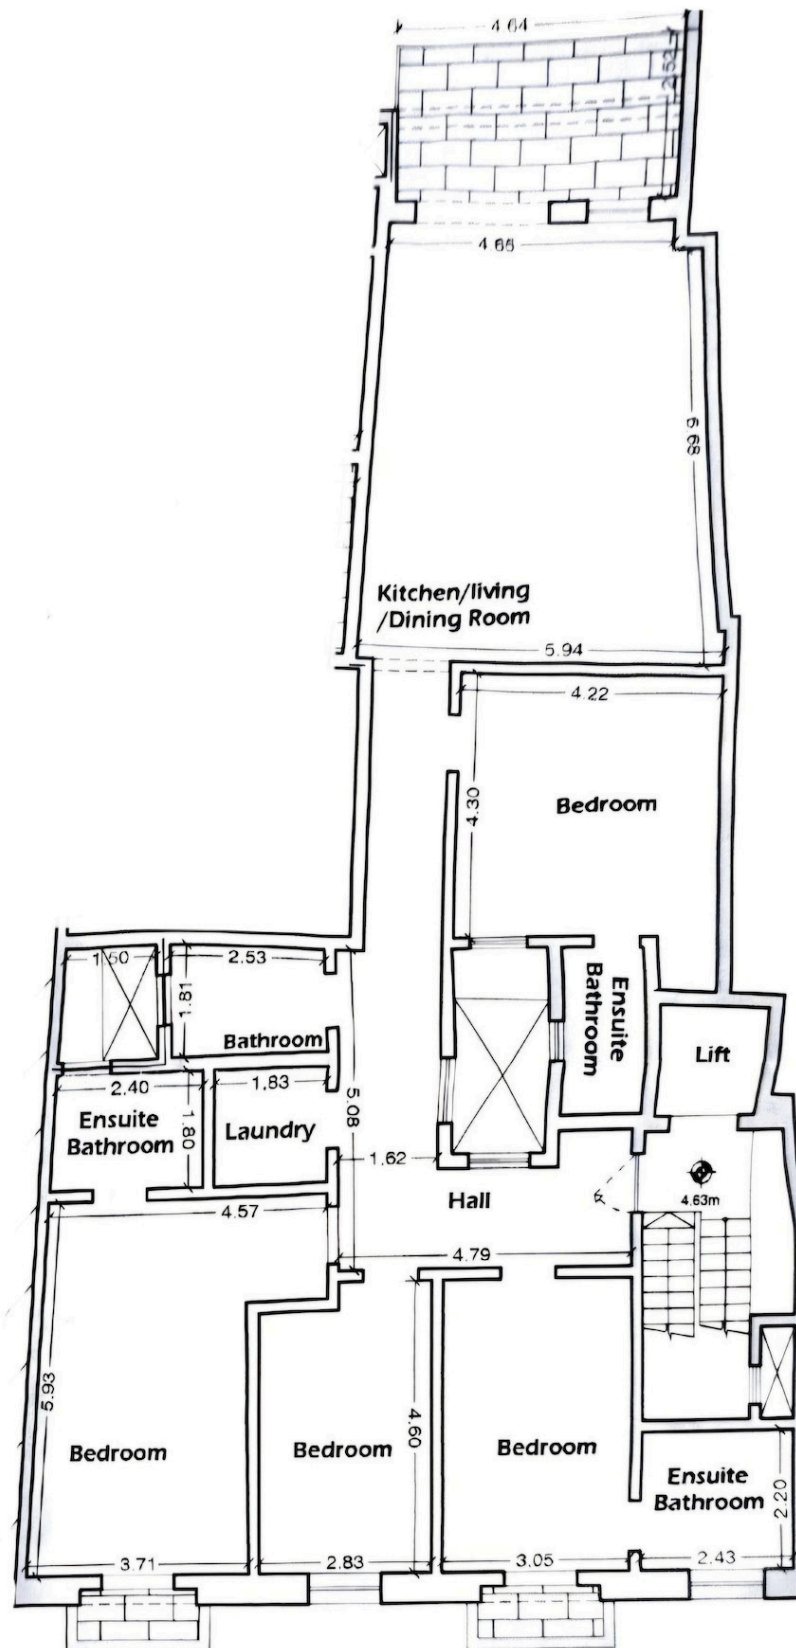 4.64
2.53
4.66
6.68
Kitchen/living
/Dining Room
5.94
4.22
4.30
Bedroom
1.50
2.53
1.81
Bathroom
Ensuite
Bathroom
Lift
2.40
1.83
5.08
Ensuite
Bathroom
1.80
Laundry
1.62
Hall
4.63m
4.57
4.79
5.93
4.60
Bedroom
Bedroom
Bedroom
Ensuite
Bathroom
2.20
3.71
2.83
3.05
2.43